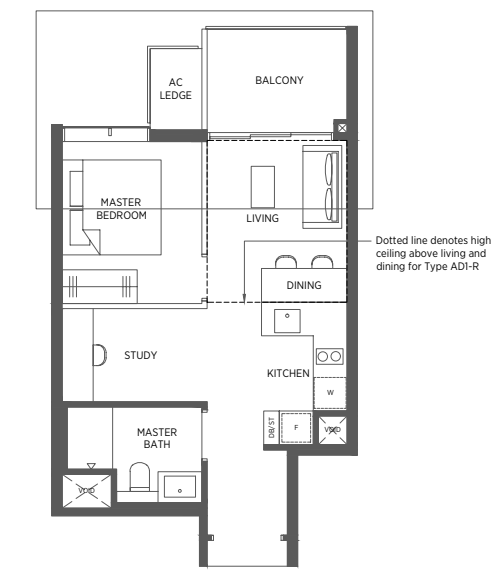 AC
LEDGE
BALCONY
MASTER
BEDROOM
LIVING
Dotted line denotes high
ceiling above living and
dining for Type AD1-R
DINING
STUDY
KITCHEN
W
DB/ST
F
VOID
MASTER
BATH
VOID